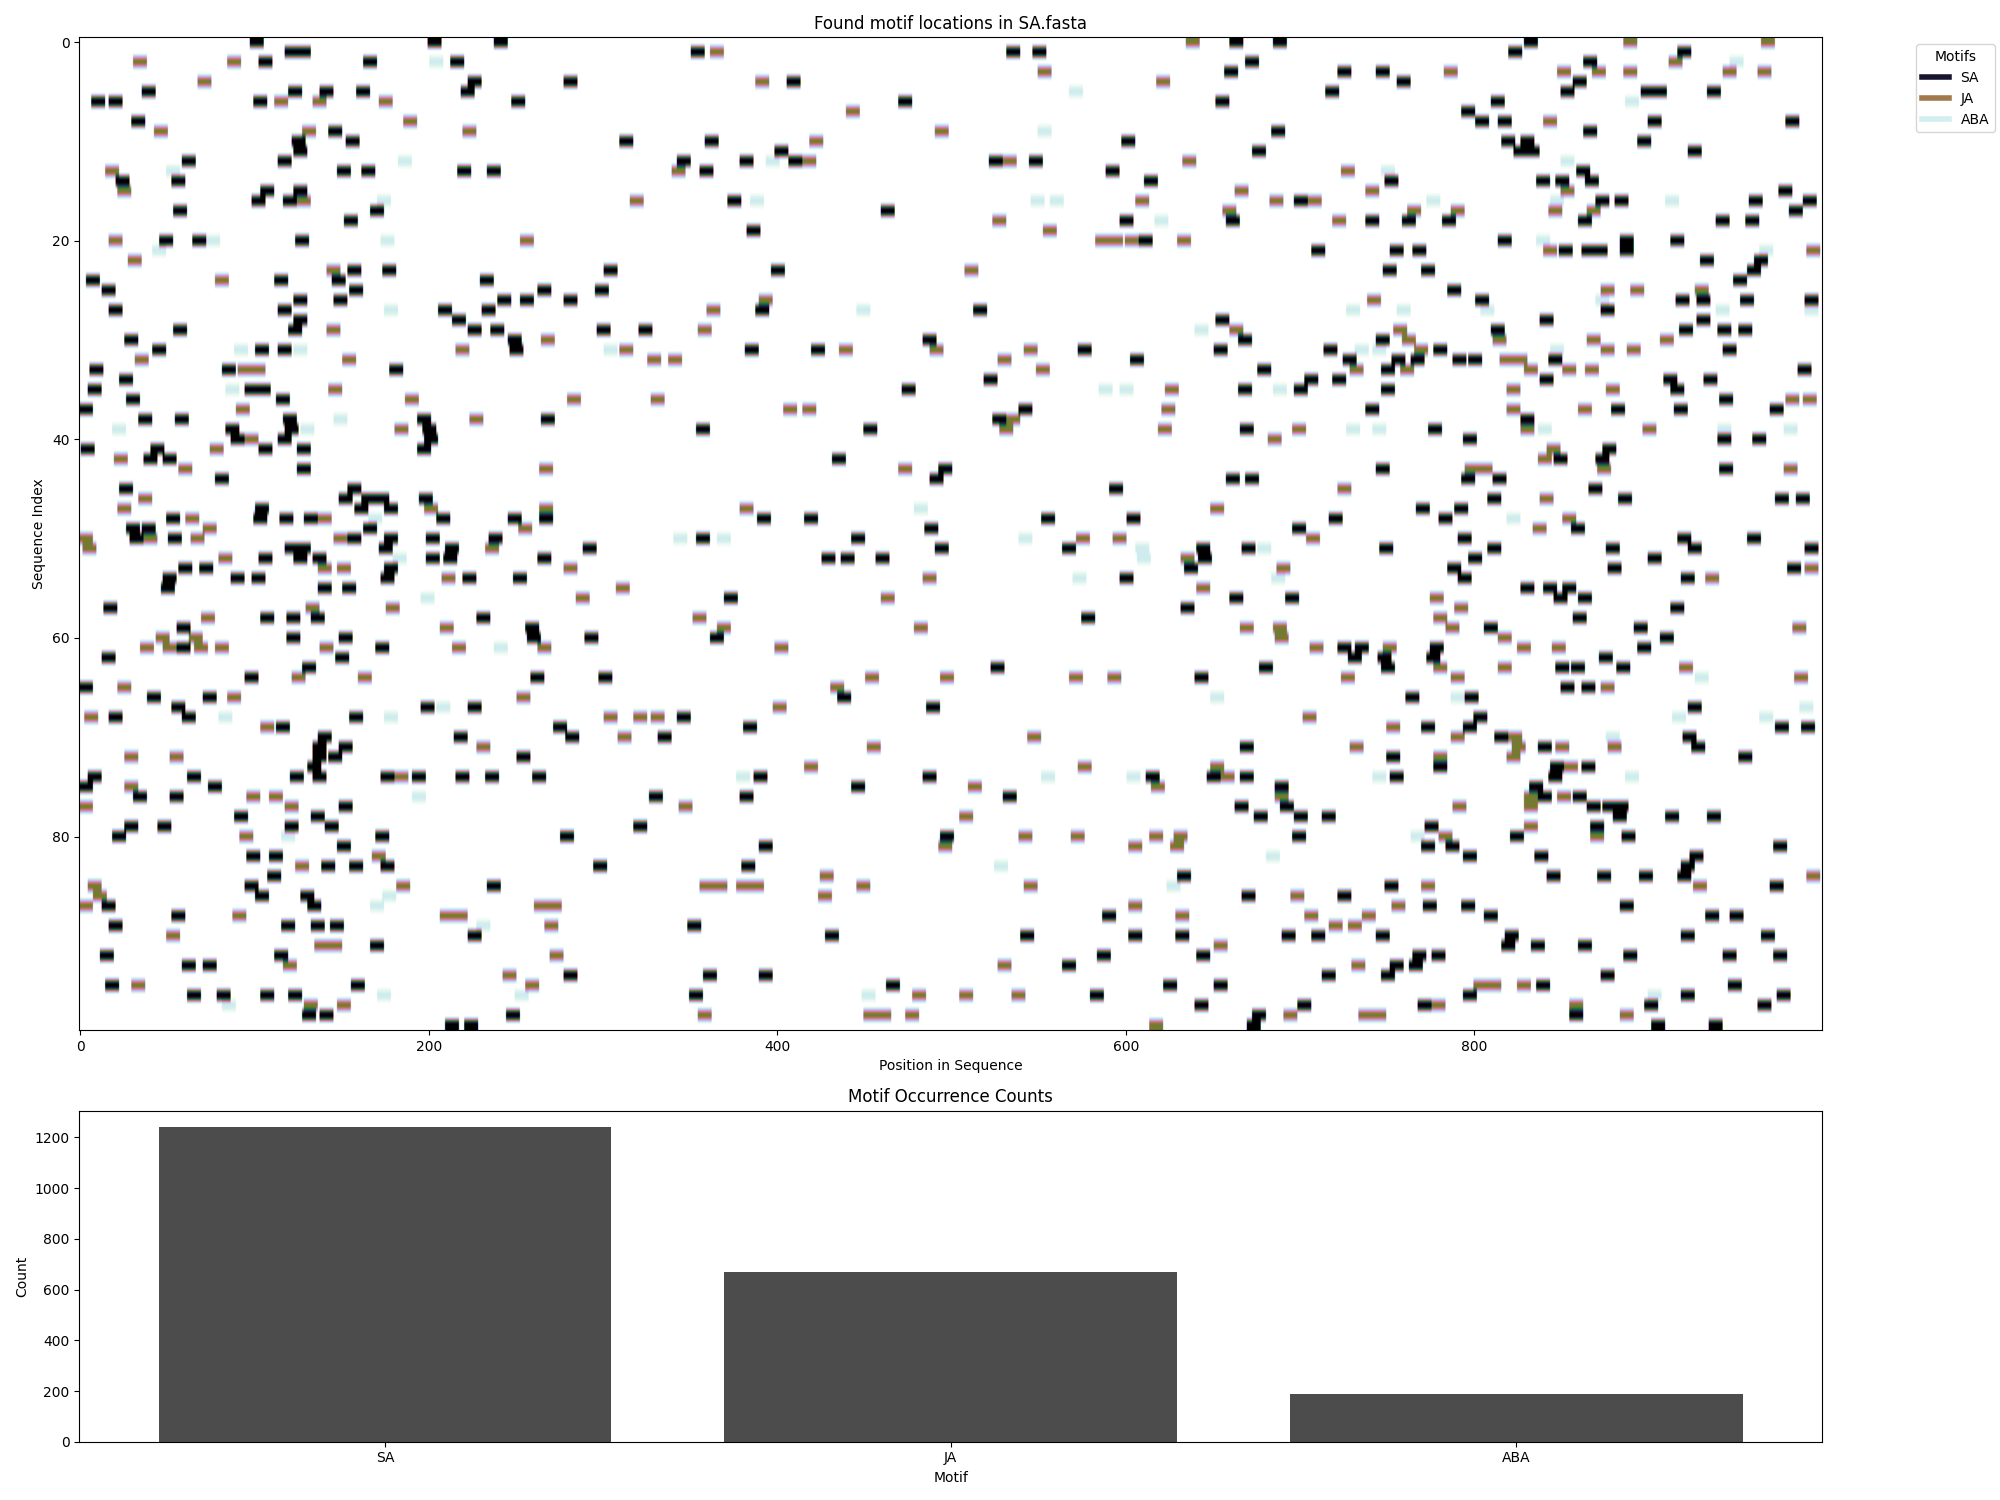 Found motif locations in SA.fasta
Motifs
SA
JA
ABA
0
20
40
60
80
Sequence Index
0
200
400
600
800
Position in Sequence
Motif Occurrence Counts
1200
1000
800
600
400
200
0
Count
SA
JA
ABA
Motif